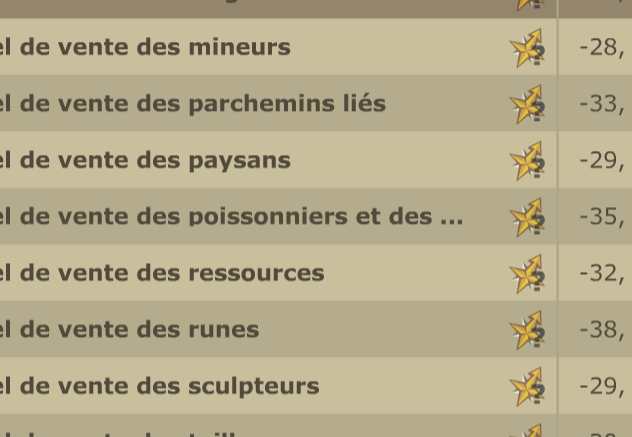 el de vente des mineurs -28,
el de vente des parchemins liés -33,
el de vente des paysans -29,
el de vente des poissonniers et des ... -35,
el de vente des ressources -32,
el de vente des runes -38,
el de vente des sculpteurs -29,